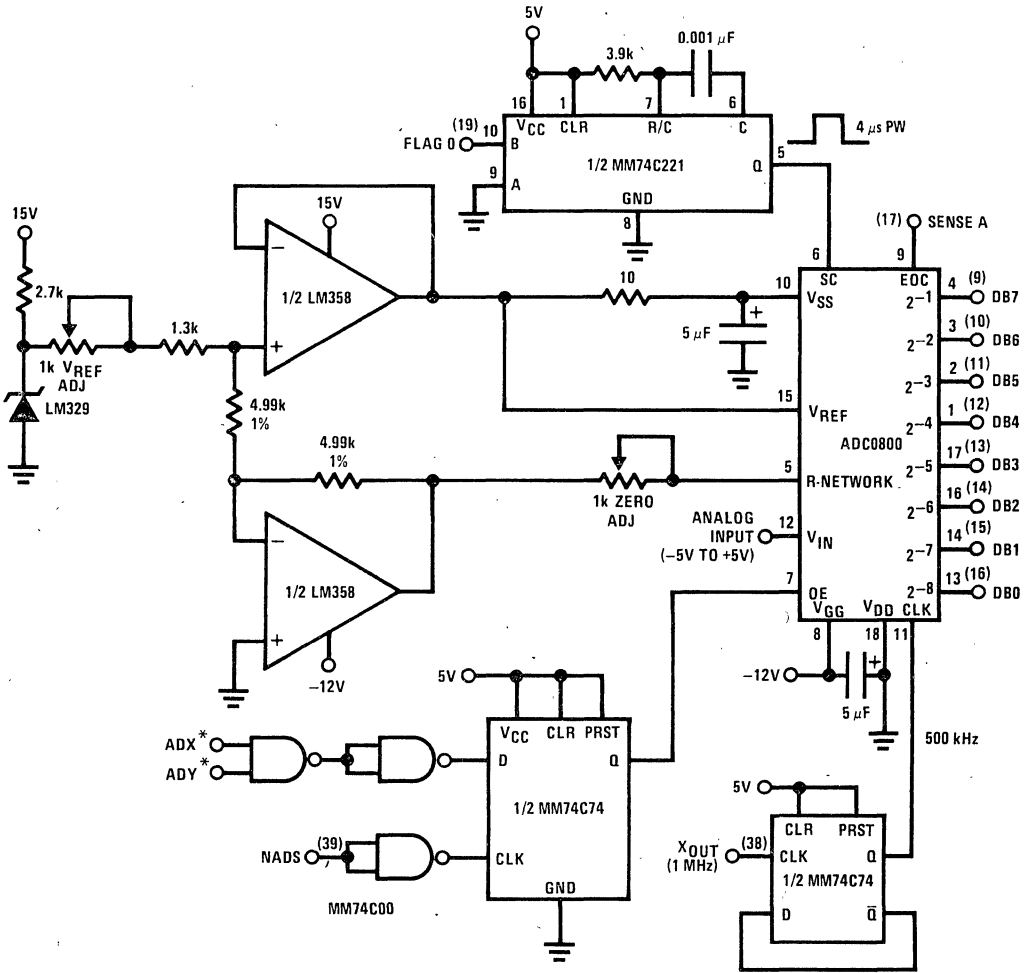 5V
3.9k
0.001 µF
16
1
7
6
VCC
CLR
R/C
C
FLAG 0
(19)
10
B
9
A
1/2 MM74C221
Q
5
GND
8
4 µs PW
15V
2.7k
1k VREF
ADJ
LM329
1.3k
15V
−
1/2 LM358
+
4.99k
1%
4.99k
1%
−
1/2 LM358
+
−12V
10
+
5 µF
1k ZERO
ADJ
ANALOG
INPUT
(−5V TO +5V)
(17)
SENSE A
6
9
SC
EOC
10
VSS
15
VREF
ADC0800
5
R-NETWORK
12
VIN
7
OE
VGG
VDD
CLK
8
18
11
2−1 4 (9) DB7
2−2 3 (10) DB6
2−3 2 (11) DB5
2−4 1 (12) DB4
2−5 17 (13) DB3
2−6 16 (14) DB2
2−7 14 (15) DB1
2−8 13 (16) DB0
−12V
+
5 µF
500 kHz
5V
VCC
CLR
PRST
ADX*
ADY*
D
Q
1/2 MM74C74
NADS
(39)
CLK
GND
MM74C00
5V
CLR
PRST
XOUT
(1 MHz)
(38)
CLK
Q
1/2 MM74C74
D
Q̅